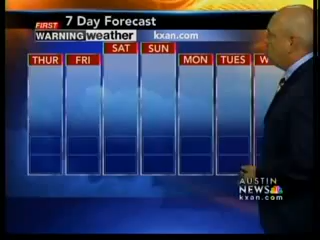 FIRST 7 Day Forecast
WARNING weather kxan.com
SAT SUN
THUR FRI MON TUES W
AUSTIN
NEWS
kxan.com